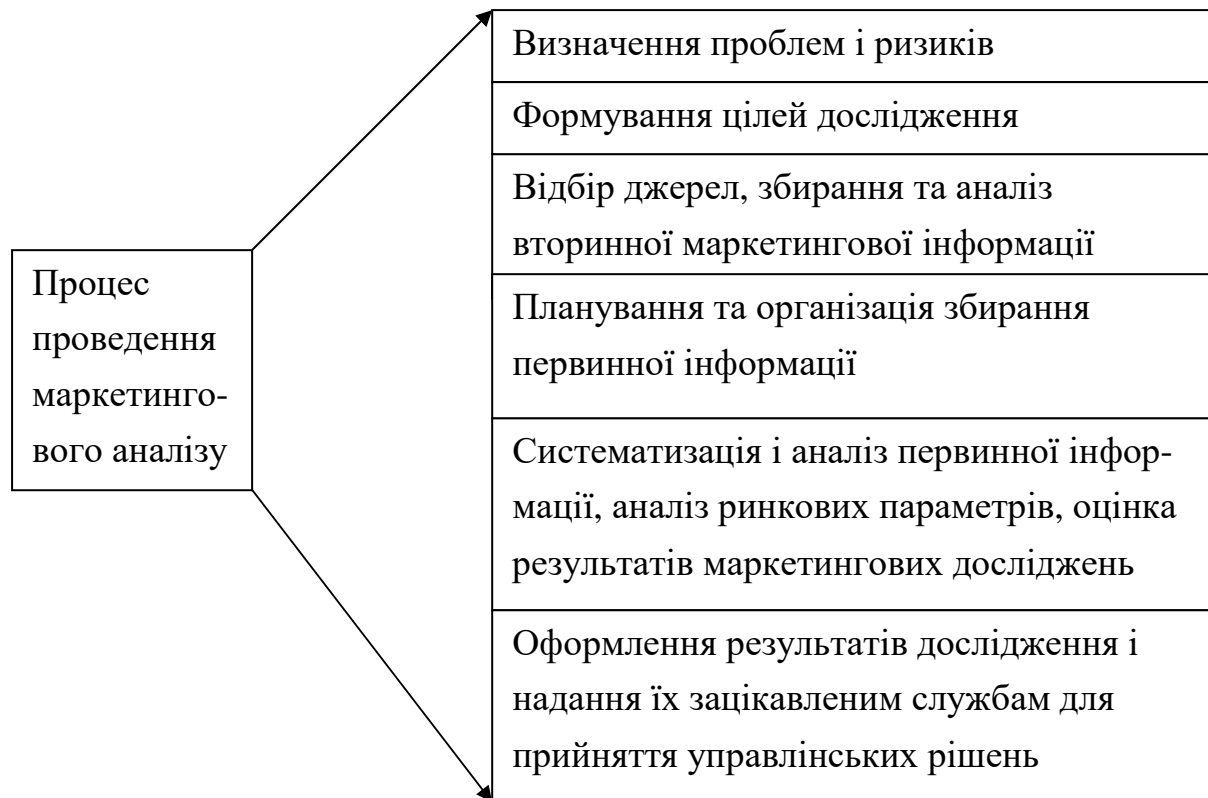 Визначення проблем і ризиків
Формування цілей дослідження
Відбір джерел, збирання та аналіз
вторинної маркетингової інформації
Процес
проведення
маркетинго-
вого аналізу
Планування та організація збирання
первинної інформації
Систематизація і аналіз первинної інфор-
мації, аналіз ринкових параметрів, оцінка
результатів маркетингових досліджень
Оформлення результатів дослідження і
надання їх зацікавленим службам для
прийняття управлінських рішень